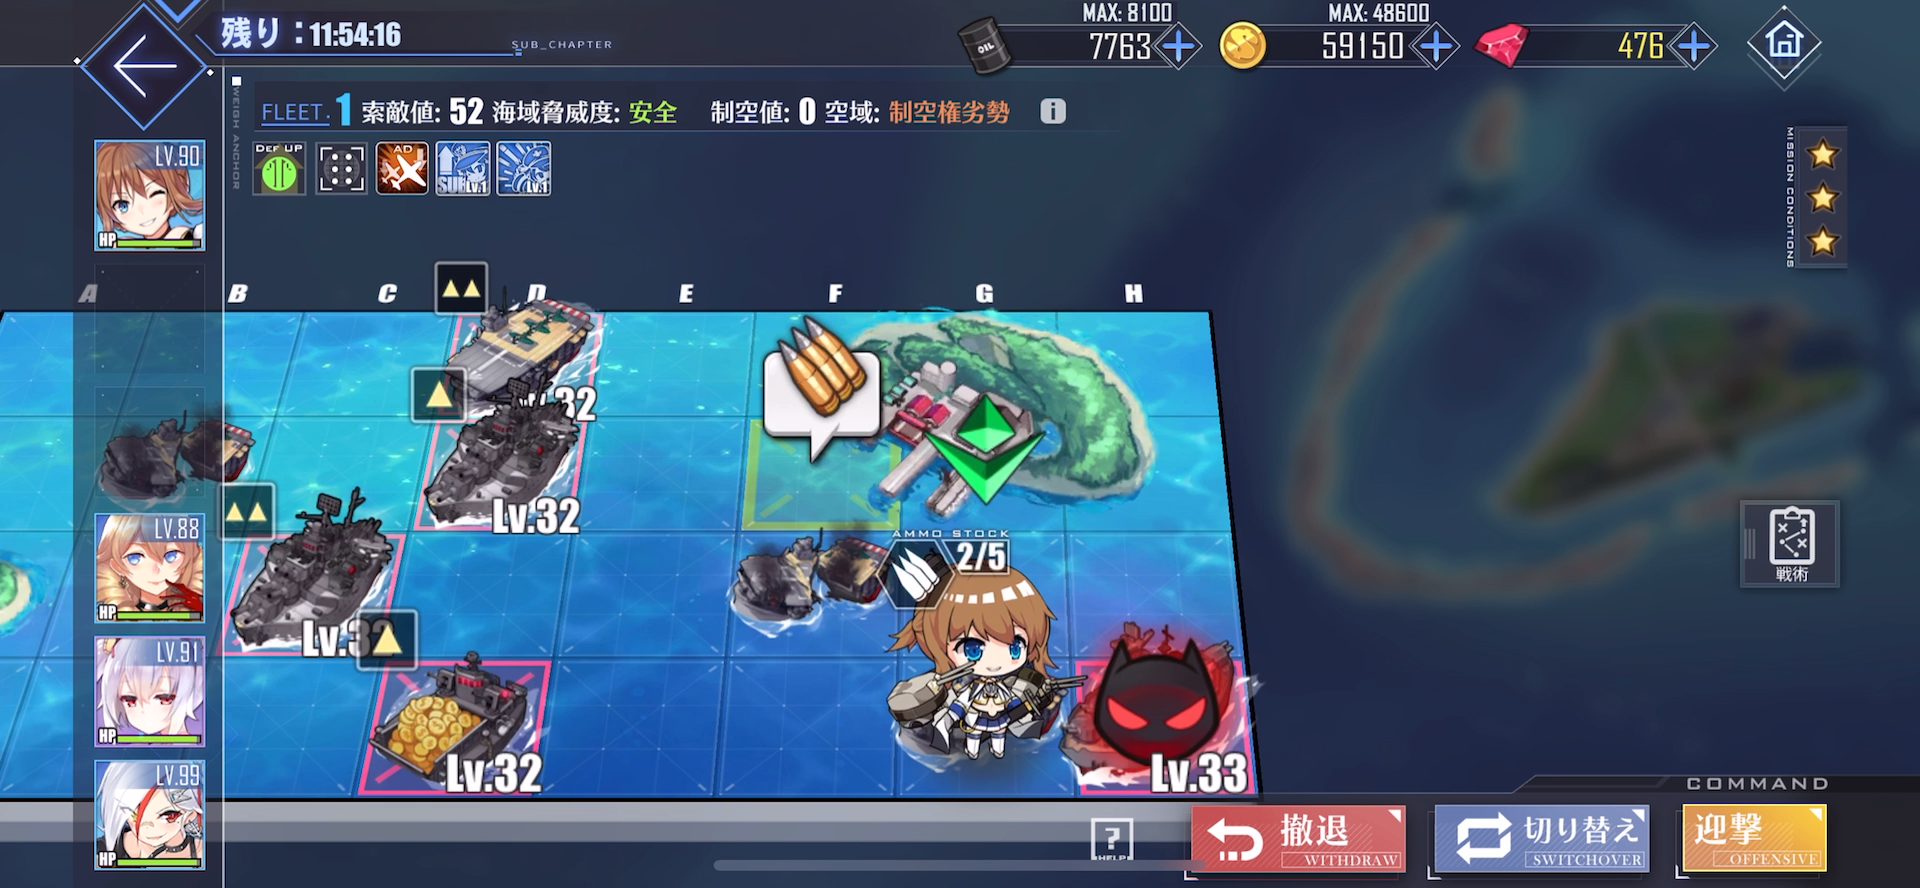 残り：11:54:16
SUB_CHAPTER
MAX: 8100
7763
OIL
MAX: 48600
59150
476
WEIGH ANCHOR
FLEET. 1 索敵値: 52 海域脅威度: 安全 制空値: 0 空域: 制空権劣勢 i
DEF UP
AD
SUB Lv.1
Lv.1
MISSION CONDITIONS
LV.90
HP
A B C D E F G H
32
Lv.32
AMMO STOCK
2/5
LV.88
HP
Lv.32
戦術
LV.91
HP
Lv.32
Lv.33
LV.99
HP
COMMAND
?
HELP
撤退
WITHDRAW
切り替え
SWITCHOVER
迎撃
OFFENSIVE